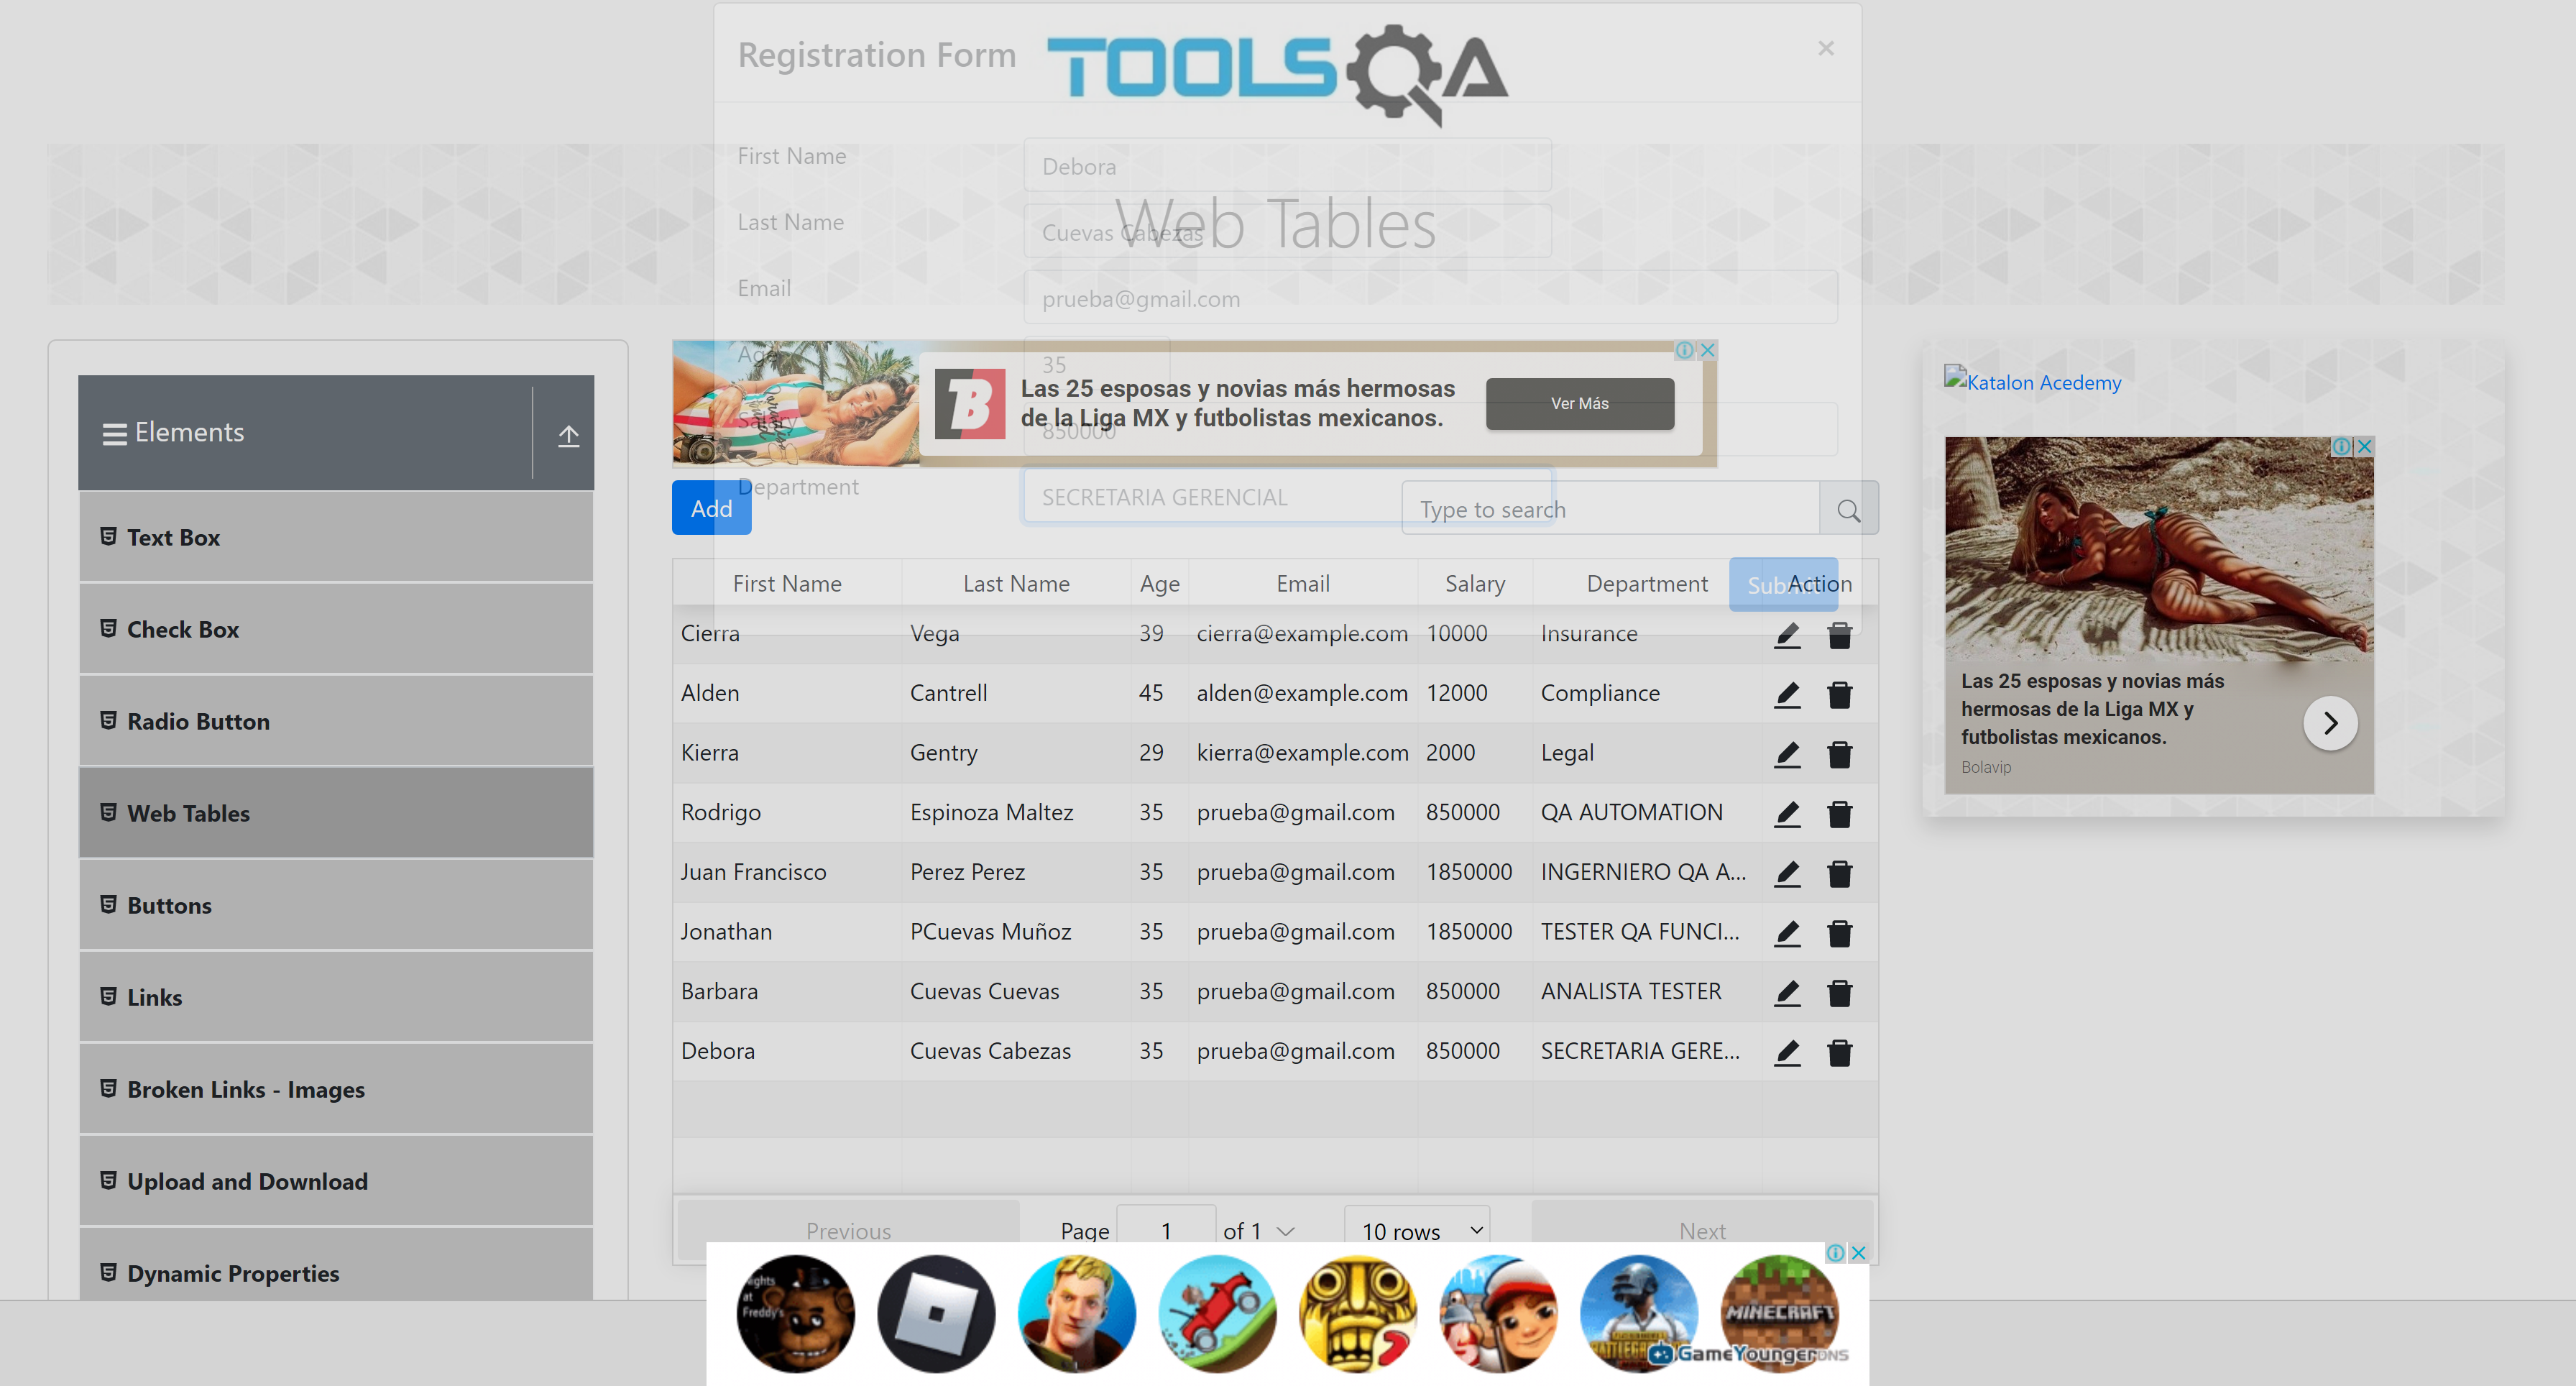 Registration Form
TOOLSQA
×
First Name
Debora
Last Name
Cuevas Cabezas
Web Tables
Email
prueba@gmail.com
Age
35
Salary
850000
Department
SECRETARIA GERENCIAL
Submit
Las 25 esposas y novias más hermosas
de la Liga MX y futbolistas mexicanos.
Ver Más
Elements
Text Box
Check Box
Radio Button
Web Tables
Buttons
Links
Broken Links - Images
Upload and Download
Dynamic Properties
Add
Type to search
First Name Last Name Age Email Salary Department Action
Cierra Vega 39 cierra@example.com 10000 Insurance
Alden Cantrell 45 alden@example.com 12000 Compliance
Kierra Gentry 29 kierra@example.com 2000 Legal
Rodrigo Espinoza Maltez 35 prueba@gmail.com 850000 QA AUTOMATION
Juan Francisco Perez Perez 35 prueba@gmail.com 1850000 INGERNIERO QA A...
Jonathan PCuevas Muñoz 35 prueba@gmail.com 1850000 TESTER QA FUNCI...
Barbara Cuevas Cuevas 35 prueba@gmail.com 850000 ANALISTA TESTER
Debora Cuevas Cabezas 35 prueba@gmail.com 850000 SECRETARIA GERE...
Previous
Page 1 of 1
10 rows
Next
Katalon Acedemy
Las 25 esposas y novias más
hermosas de la Liga MX y
futbolistas mexicanos.
Bolavip
ights
at
Freddy's
MINECRAFT
GameYounger